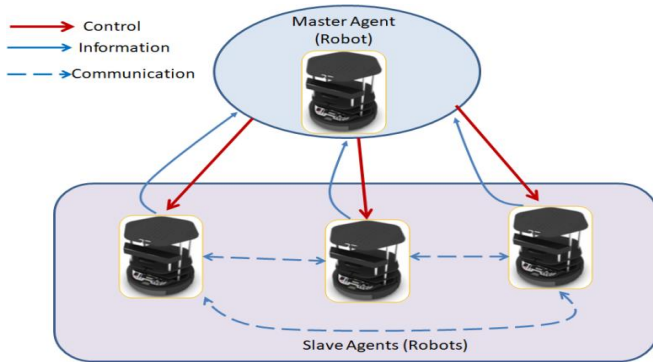 Control
Information
Communication
Master Agent
(Robot)
Slave Agents (Robots)